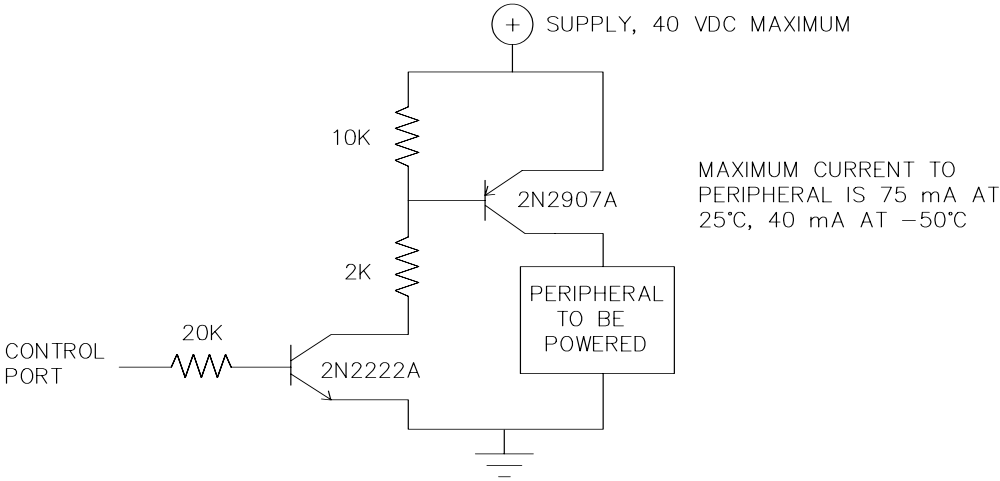 + SUPPLY, 40 VDC MAXIMUM
10K
MAXIMUM CURRENT TO
PERIPHERAL IS 75 mA AT
25°C, 40 mA AT −50°C
2N2907A
2K
PERIPHERAL
TO BE
POWERED
20K
CONTROL
PORT
2N2222A